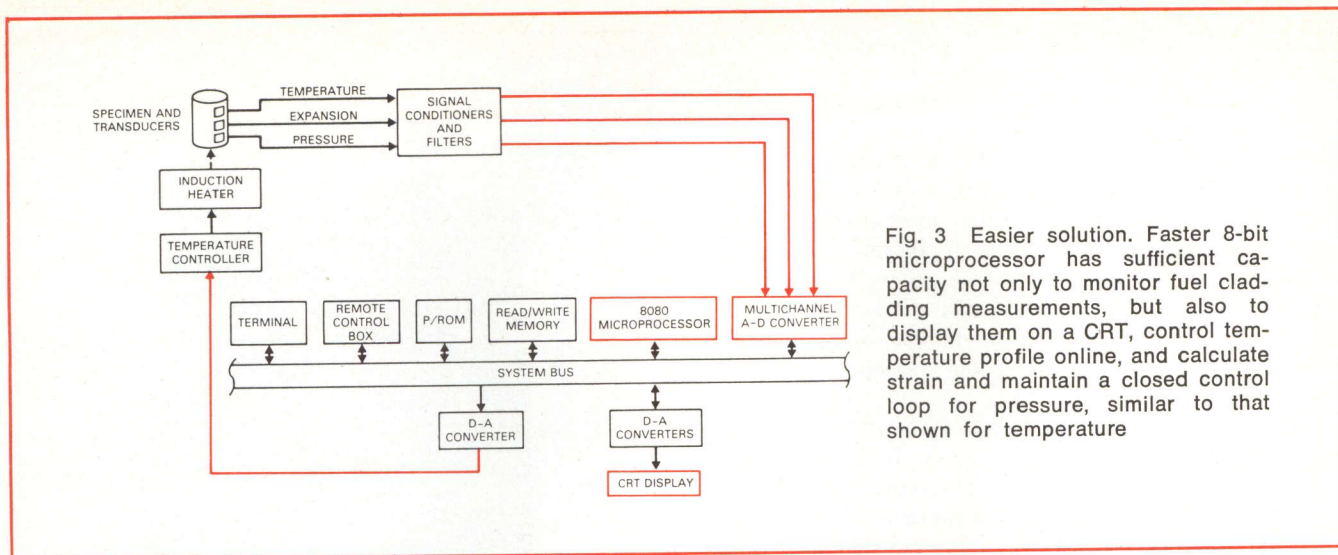 SPECIMEN AND
TRANSDUCERS
TEMPERATURE
EXPANSION
PRESSURE
SIGNAL
CONDITIONERS
AND
FILTERS
INDUCTION
HEATER
TEMPERATURE
CONTROLLER
TERMINAL
REMOTE
CONTROL
BOX
P/ROM
READ/WRITE
MEMORY
8080
MICROPROCESSOR
MULTICHANNEL
A-D CONVERTER
SYSTEM BUS
D-A
CONVERTER
D-A
CONVERTERS
CRT DISPLAY
Fig. 3 Easier solution. Faster 8-bit
microprocessor has sufficient ca-
pacity not only to monitor fuel clad-
ding measurements, but also to
display them on a CRT, control tem-
perature profile online, and calculate
strain and maintain a closed control
loop for pressure, similar to that
shown for temperature